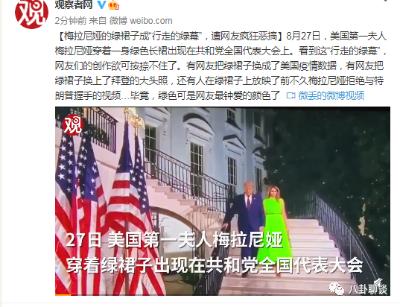 观察者网
2分钟前 来自 微博 weibo.com
【梅拉尼娅的绿裙子成“行走的绿幕”，遭网友疯狂恶搞】8月27日，美国第一夫人
梅拉尼娅穿着一身绿色长裙出现在共和党全国代表大会上。看到这“行走的绿幕”，
网友们的创作欲可按捺不住了。有网友把绿裙子换成了美国疫情数据，有网友把
绿裙子换上了拜登的大头照，还有人在绿裙子上放映了前不久梅拉尼娅拒绝与特
朗普握手的视频…毕竟，绿色可是网友最钟爱的颜色了 微丢的微博视频
观
27日 美国第一夫人梅拉尼娅
穿着绿裙子出现在共和党全国代表大会
八卦聊谈